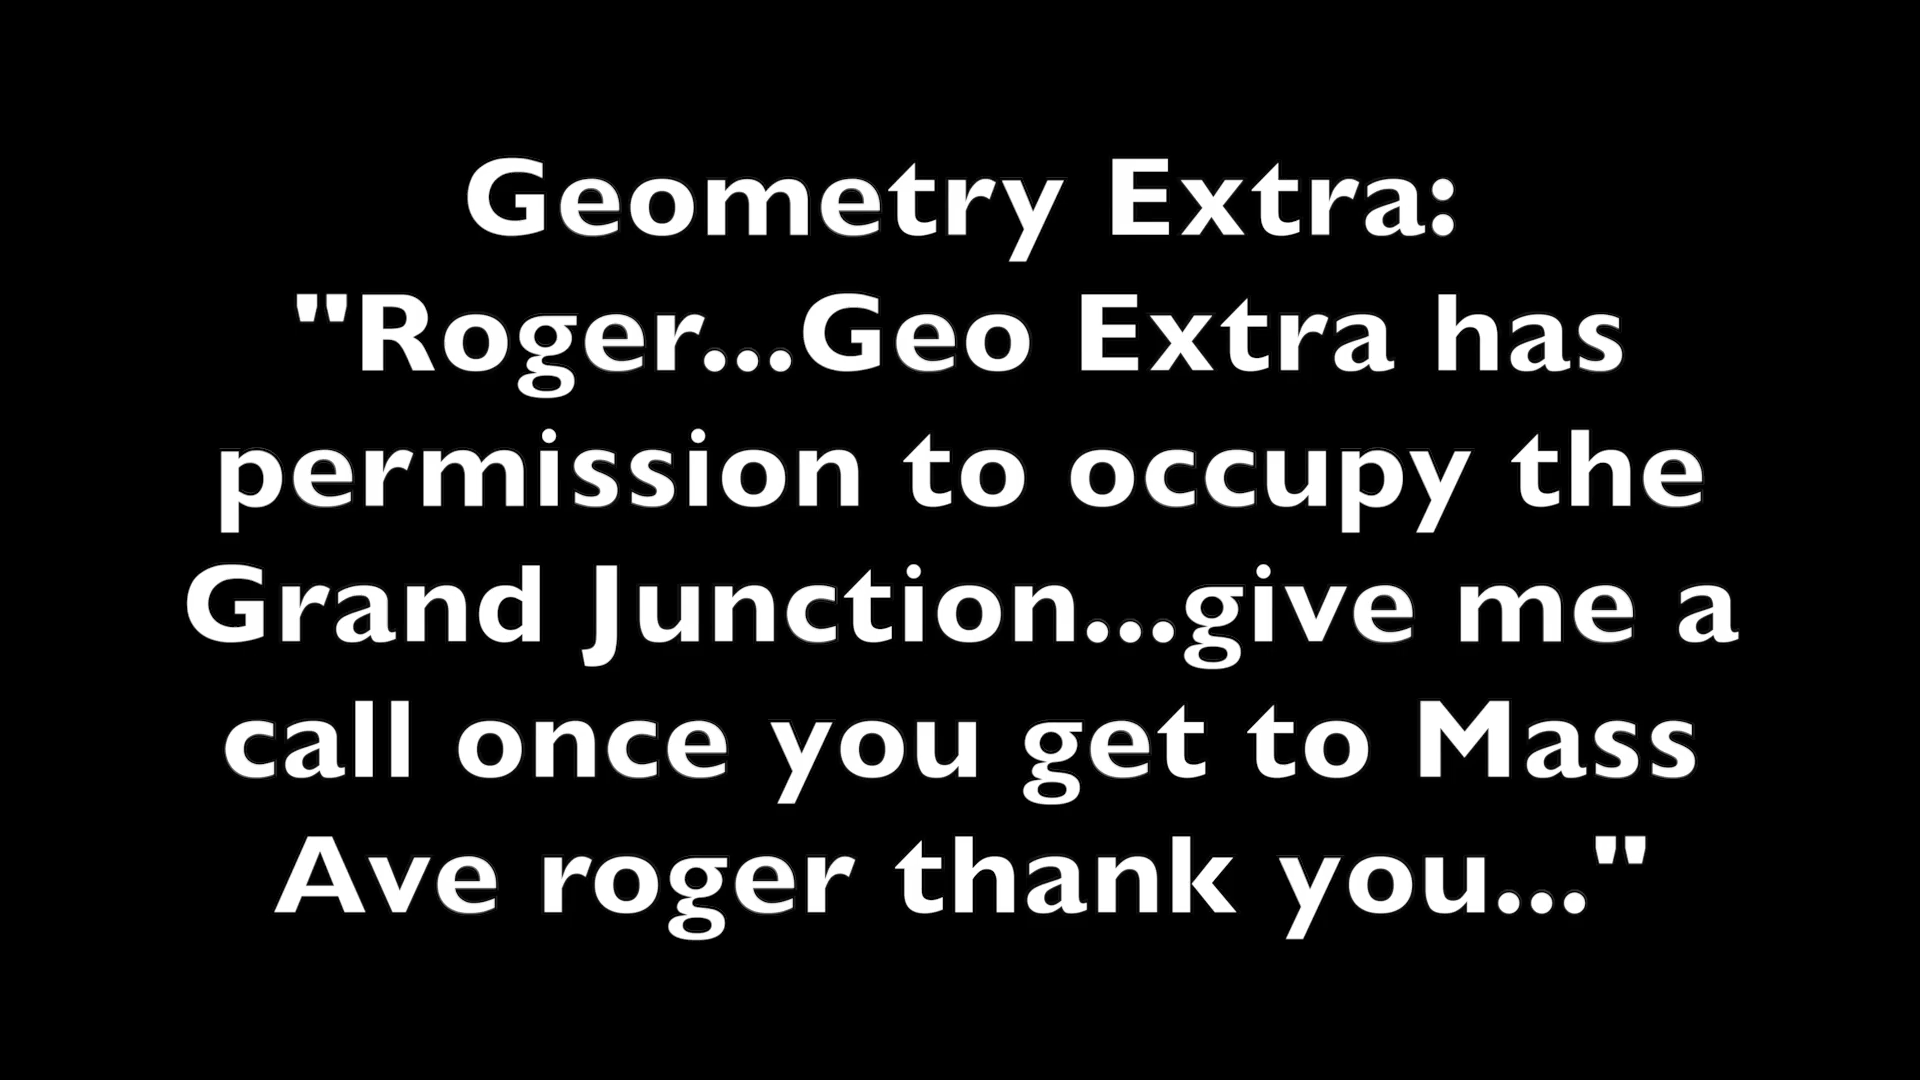 Geometry Extra:
"Roger...Geo Extra has
permission to occupy the
Grand Junction...give me a
call once you get to Mass
Ave roger thank you..."